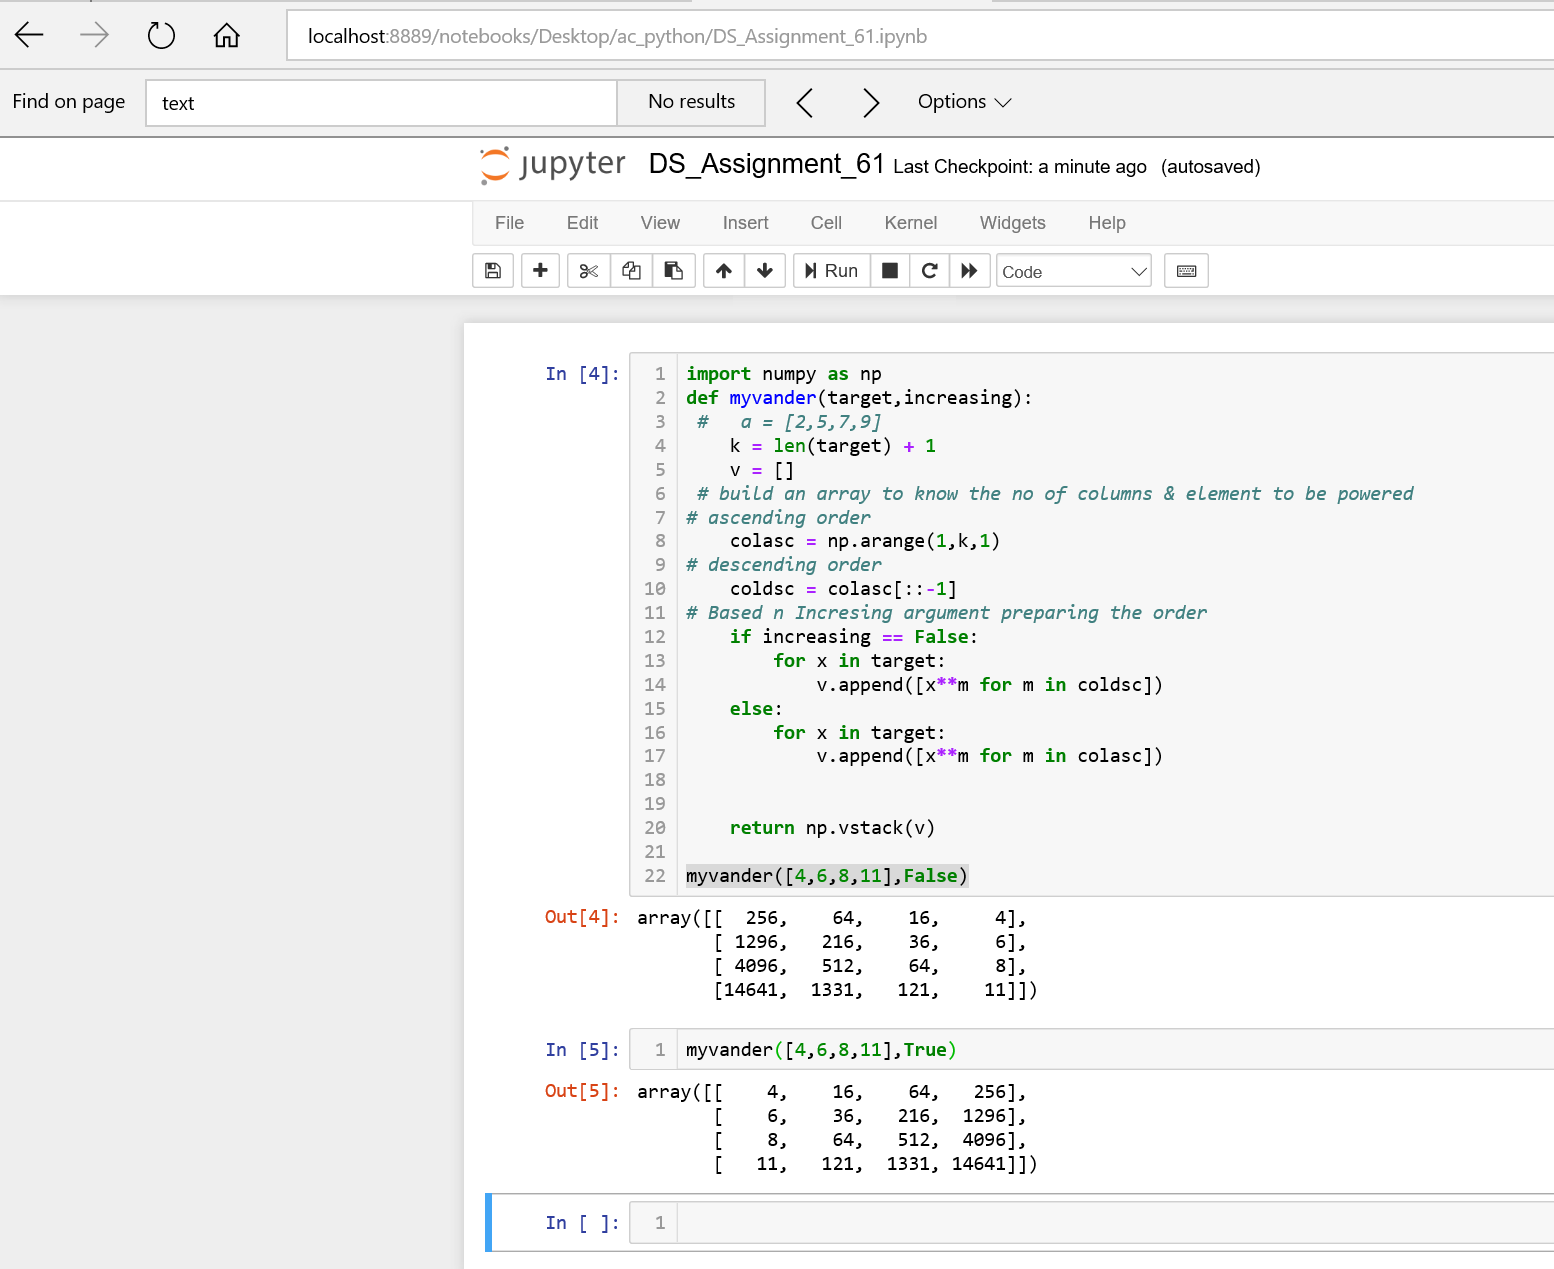 localhost:8889/notebooks/Desktop/ac_python/DS_Assignment_61.ipynb
Find on page text No results Options
jupyter DS_Assignment_61 Last Checkpoint: a minute ago (autosaved)
File Edit View Insert Cell Kernel Widgets Help
Run Code
In [4]:
1 import numpy as np
2 def myvander(target,increasing):
3  #   a = [2,5,7,9]
4     k = len(target) + 1
5     v = []
6  # build an array to know the no of columns & element to be powered
7 # ascending order
8     colasc = np.arange(1,k,1)
9 # descending order
10     coldsc = colasc[::-1]
11 # Based n Incresing argument preparing the order
12     if increasing == False:
13         for x in target:
14             v.append([x**m for m in coldsc])
15     else:
16         for x in target:
17             v.append([x**m for m in colasc])
18
19
20     return np.vstack(v)
21
22 myvander([4,6,8,11],False)
Out[4]: array([[  256,    64,    16,     4],
       [ 1296,   216,    36,     6],
       [ 4096,   512,    64,     8],
       [14641,  1331,   121,    11]])
In [5]: 1 myvander([4,6,8,11],True)
Out[5]: array([[    4,    16,    64,   256],
       [    6,    36,   216,  1296],
       [    8,    64,   512,  4096],
       [   11,   121,  1331, 14641]])
In [ ]: 1